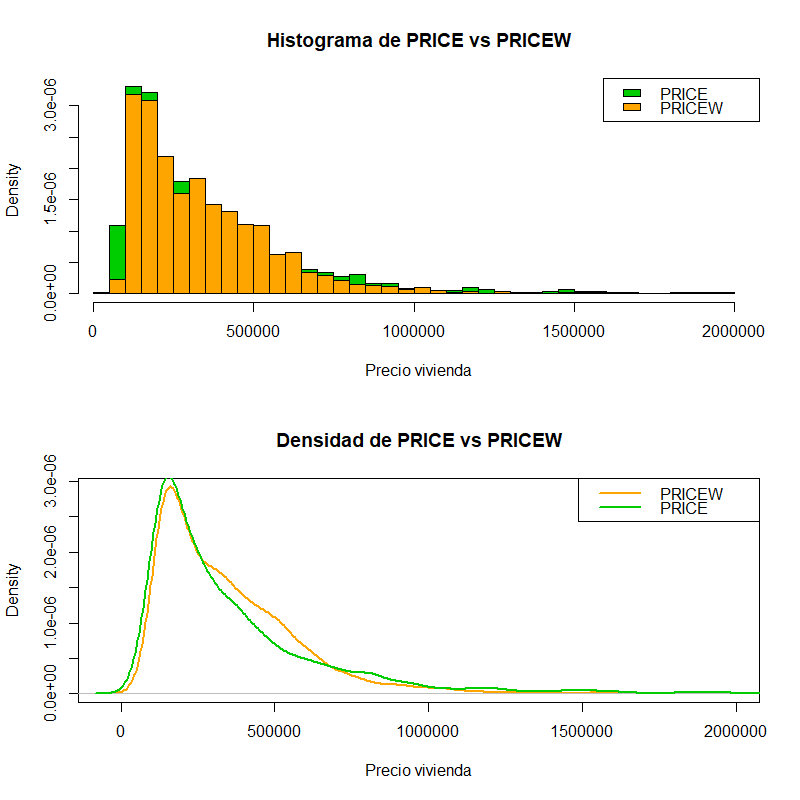 Histograma de PRICE vs PRICEW
PRICE
PRICEW
Density
0.0e+00
1.5e-06
3.0e-06
0
500000
1000000
1500000
2000000
Precio vivienda
Densidad de PRICE vs PRICEW
PRICEW
PRICE
Density
0.0e+00
1.0e-06
2.0e-06
3.0e-06
0
500000
1000000
1500000
2000000
Precio vivienda